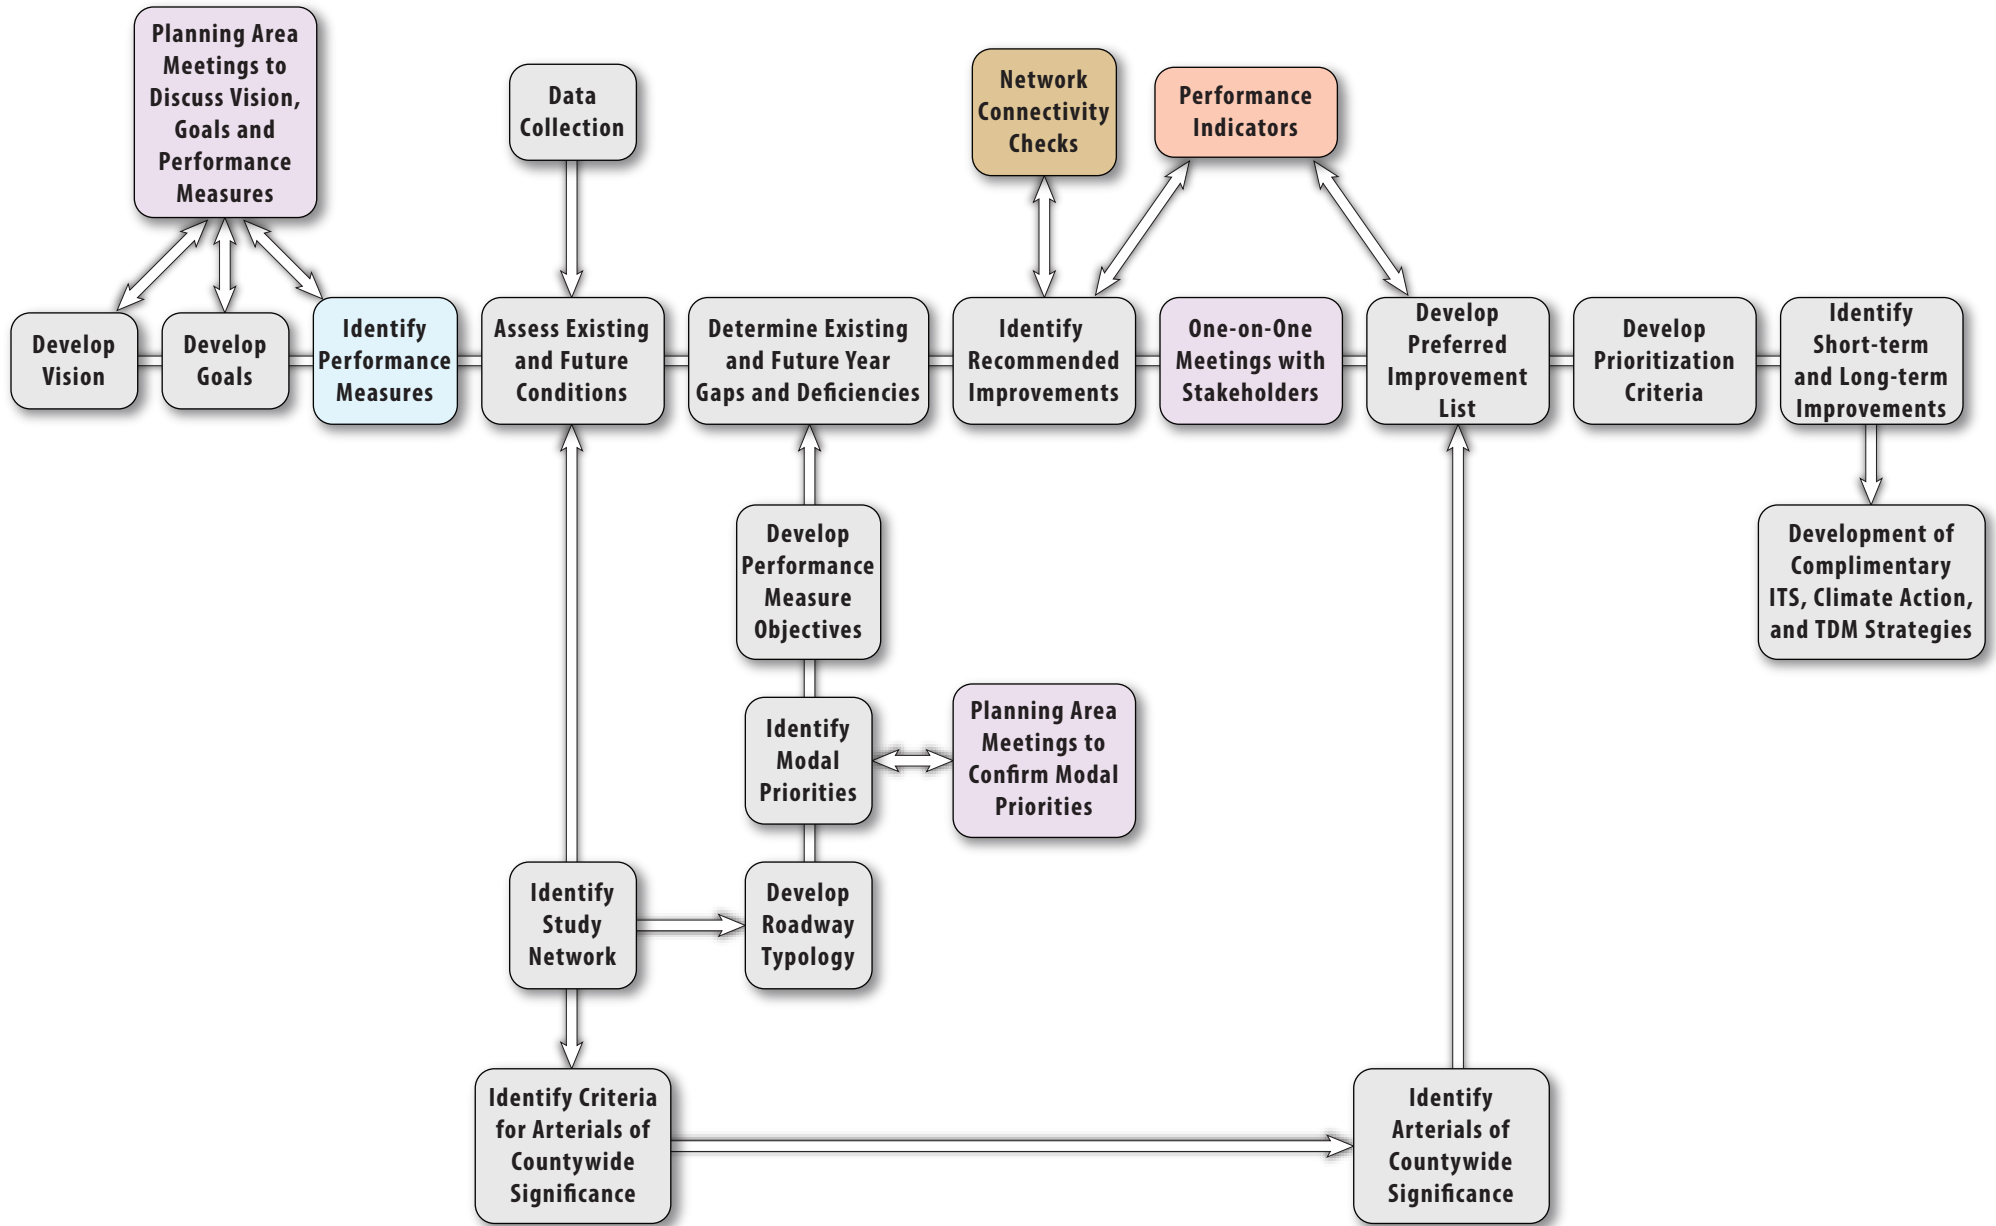 Planning Area
Meetings to
Discuss Vision,
Goals and
Performance
Measures
Data
Collection
Network
Connectivity
Checks
Performance
Indicators
Develop
Vision
Develop
Goals
Identify
Performance
Measures
Assess Existing
and Future
Conditions
Determine Existing
and Future Year
Gaps and Deficiencies
Identify
Recommended
Improvements
One-on-One
Meetings with
Stakeholders
Develop
Preferred
Improvement
List
Develop
Prioritization
Criteria
Identify
Short-term
and Long-term
Improvements
Develop
Performance
Measure
Objectives
Development of
Complimentary
ITS, Climate Action,
and TDM Strategies
Identify
Modal
Priorities
Planning Area
Meetings to
Confirm Modal
Priorities
Identify
Study
Network
Develop
Roadway
Typology
Identify Criteria
for Arterials of
Countywide
Significance
Identify
Arterials of
Countywide
Significance